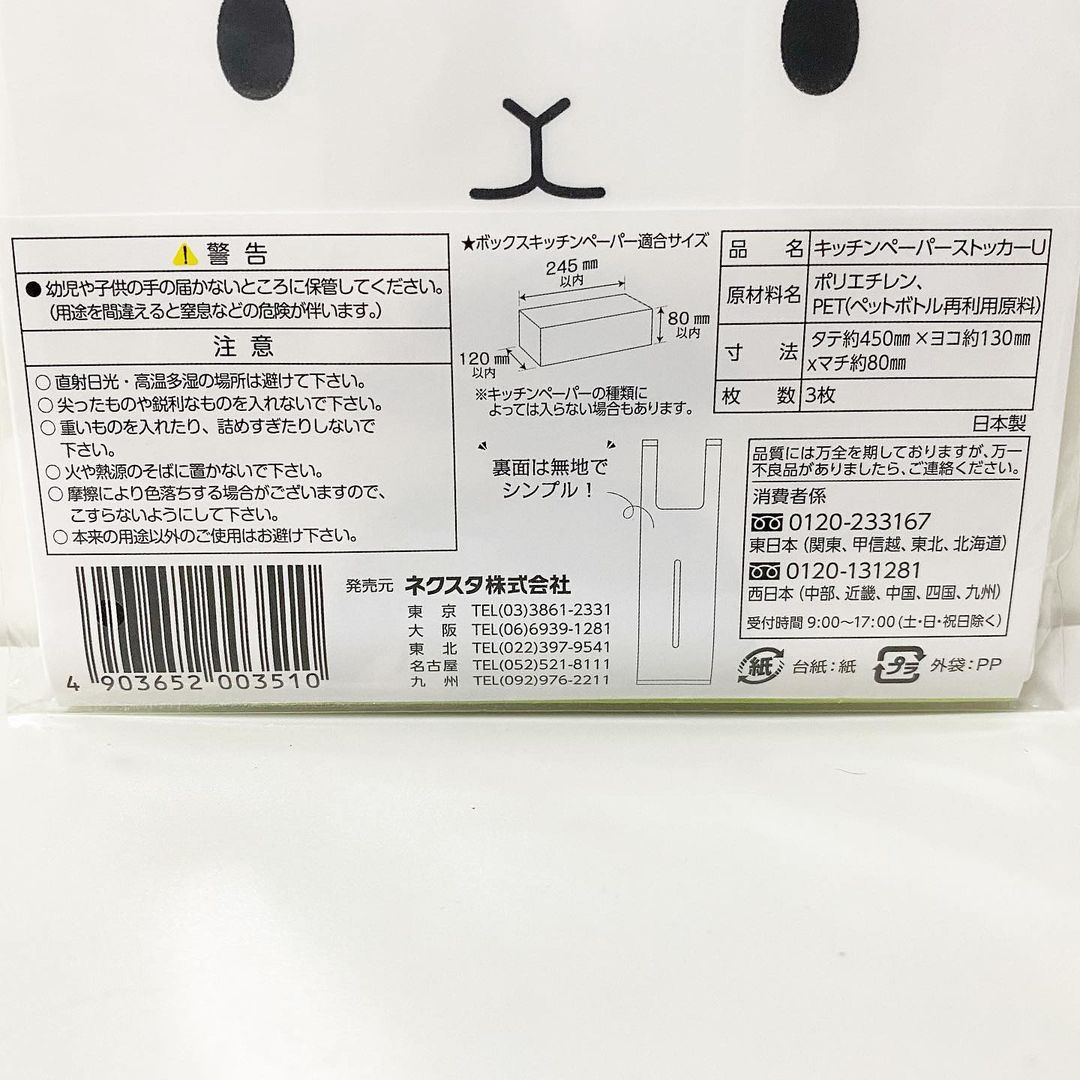 警告
●幼児や子供の手の届かないところに保管してください。
(用途を間違えると窒息などの危険が伴います。)
注意
○直射日光・高温多湿の場所は避けて下さい。
○尖ったものや鋭利なものを入れないで下さい。
○重いものを入れたり、詰めすぎたりしないで
下さい。
○火や熱源のそばに置かないで下さい。
○摩擦により色落ちする場合がございますので、
こすらないようにして下さい。
○本来の用途以外のご使用はお避け下さい。
★ボックスキッチンペーパー適合サイズ
245㎜
以内
80㎜
以内
120㎜
以内
※キッチンペーパーの種類に
よっては入らない場合もあります。
裏面は無地で
シンプル！
品名 キッチンペーパーストッカーU
原材料名 ポリエチレン、
PET(ペットボトル再利用原料)
寸法 タテ約450㎜×ヨコ約130㎜
xマチ約80㎜
枚数 3枚
日本製
品質には万全を期しておりますが、万一
不良品がありましたら、ご連絡ください。
消費者係
0120-233167
東日本(関東、甲信越、東北、北海道)
0120-131281
西日本(中部、近畿、中国、四国、九州)
受付時間 9:00〜17:00(土・日・祝日除く)
紙 台紙:紙 プラ 外袋:PP
発売元 ネクスタ株式会社
東京 TEL(03)3861-2331
大阪 TEL(06)6939-1281
東北 TEL(022)397-9541
名古屋 TEL(052)521-8111
九州 TEL(092)976-2211
4 903652 003510